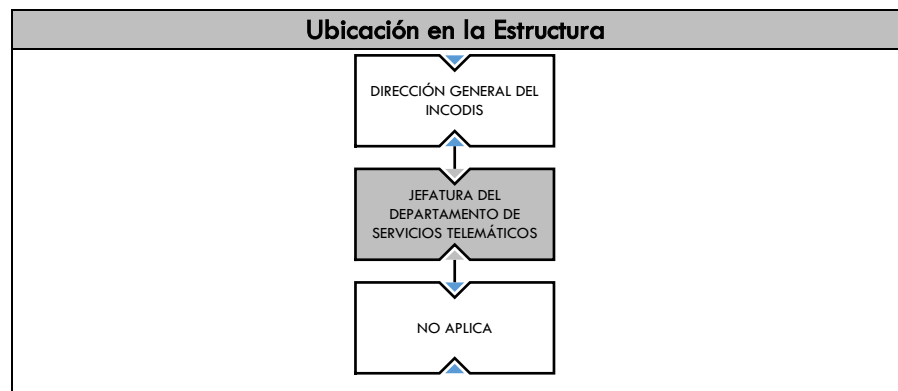 Ubicación en la Estructura
DIRECCIÓN GENERAL DEL
INCODIS
JEFATURA DEL
DEPARTAMENTO DE
SERVICIOS TELEMÁTICOS
NO APLICA